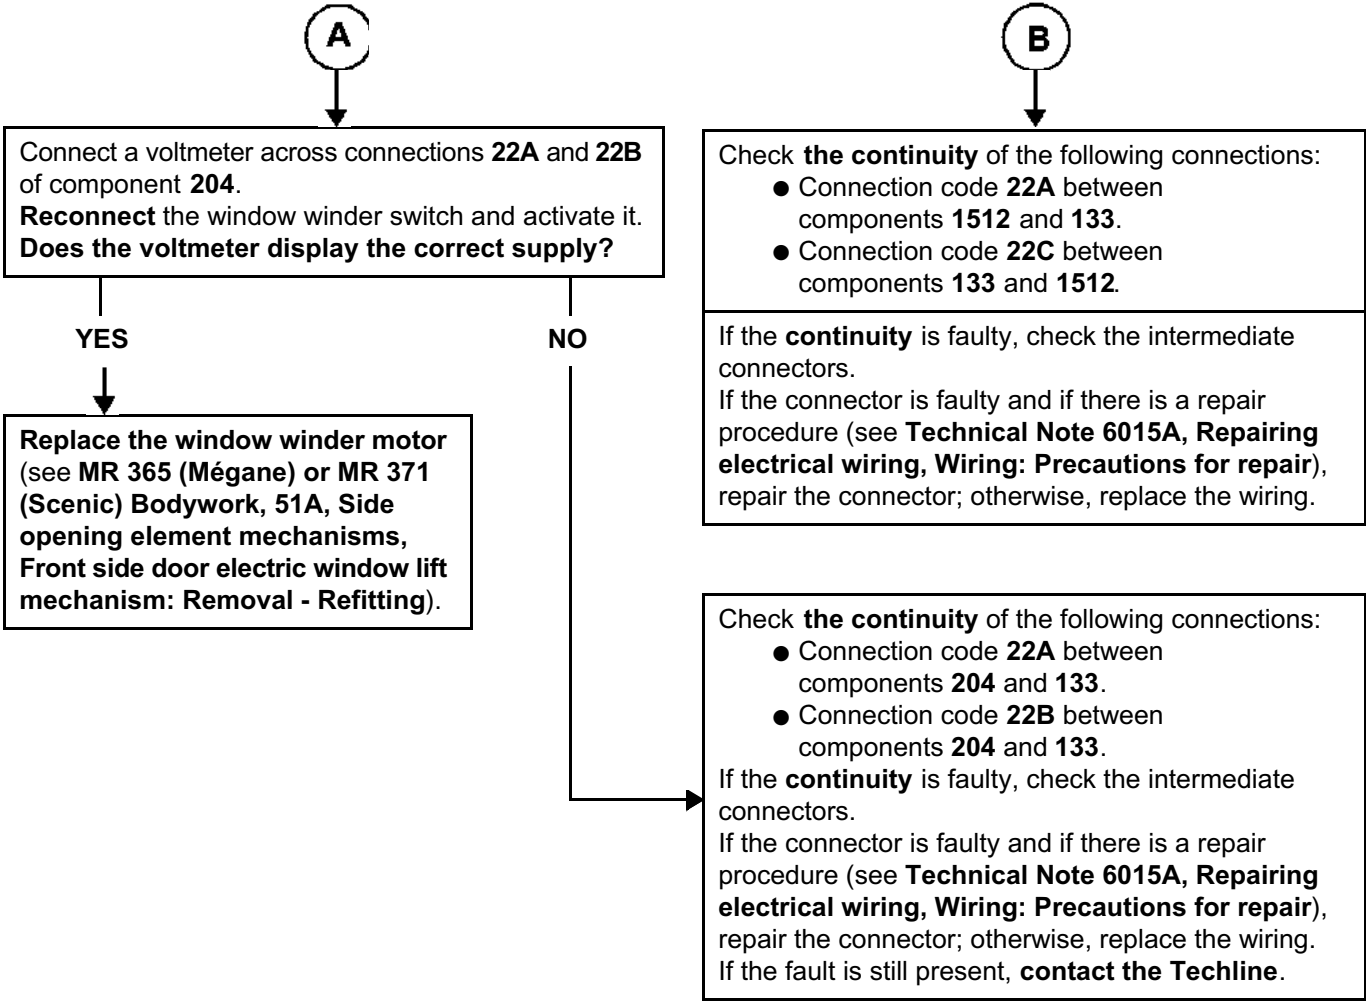 A
Connect a voltmeter across connections 22A and 22B
of component 204.
Reconnect the window winder switch and activate it.
Does the voltmeter display the correct supply?
YES
NO
Replace the window winder motor
(see MR 365 (Mégane) or MR 371
(Scenic) Bodywork, 51A, Side
opening element mechanisms,
Front side door electric window lift
mechanism: Removal - Refitting).
B
Check the continuity of the following connections:
● Connection code 22A between
components 1512 and 133.
● Connection code 22C between
components 133 and 1512.
If the continuity is faulty, check the intermediate
connectors.
If the connector is faulty and if there is a repair
procedure (see Technical Note 6015A, Repairing
electrical wiring, Wiring: Precautions for repair),
repair the connector; otherwise, replace the wiring.
Check the continuity of the following connections:
● Connection code 22A between
components 204 and 133.
● Connection code 22B between
components 204 and 133.
If the continuity is faulty, check the intermediate
connectors.
If the connector is faulty and if there is a repair
procedure (see Technical Note 6015A, Repairing
electrical wiring, Wiring: Precautions for repair),
repair the connector; otherwise, replace the wiring.
If the fault is still present, contact the Techline.